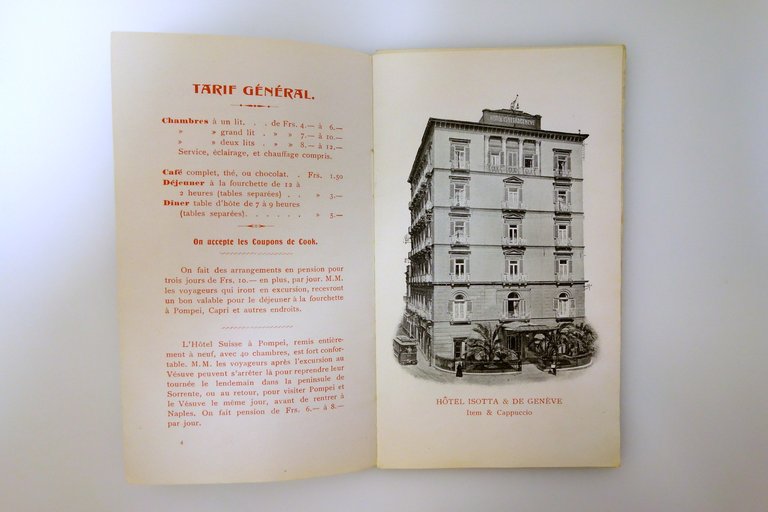 TARIF GÉNÉRAL.
Chambres à un lit . . . de Frs. 4.— à 6.—
» » grand lit . » » 7.— à 10.—
» » deux lits . » » 8.— à 12.—
Service, éclairage, et chauffage compris.
Café complet, thé, ou chocolat. . Frs. 1.50
Déjeuner à la fourchette de 12 à
2 heures (tables separées) . . » 3.—
Dîner table d'hôte de 7 à 9 heures
(tables separées). . . . . . » 5.—
On accepte les Coupons de Cook.
On fait des arrangements en pension pour
trois jours de Frs. 10.— en plus, par jour. M.M.
les voyageurs qui iront en excursion, recevront
un bon valable pour le déjeuner à la fourchette
à Pompei, Capri et autres endroits.
L'Hôtel Suisse à Pompei, remis entière-
ment à neuf, avec 40 chambres, est fort confor-
table. M.M. les voyageurs après l'excursion au
Vésuve peuvent s'arrêter là pour reprendre leur
tournée le lendemain dans la peninsule de
Sorrente, ou au retour, pour visiter Pompei et
le Vésuve le même jour, avant de rentrer à
Naples. On fait pension de Frs. 6.— à 8.—
par jour.
4
HÔTEL ISOTTA & DE GENÈVE
Item & Cappuccio